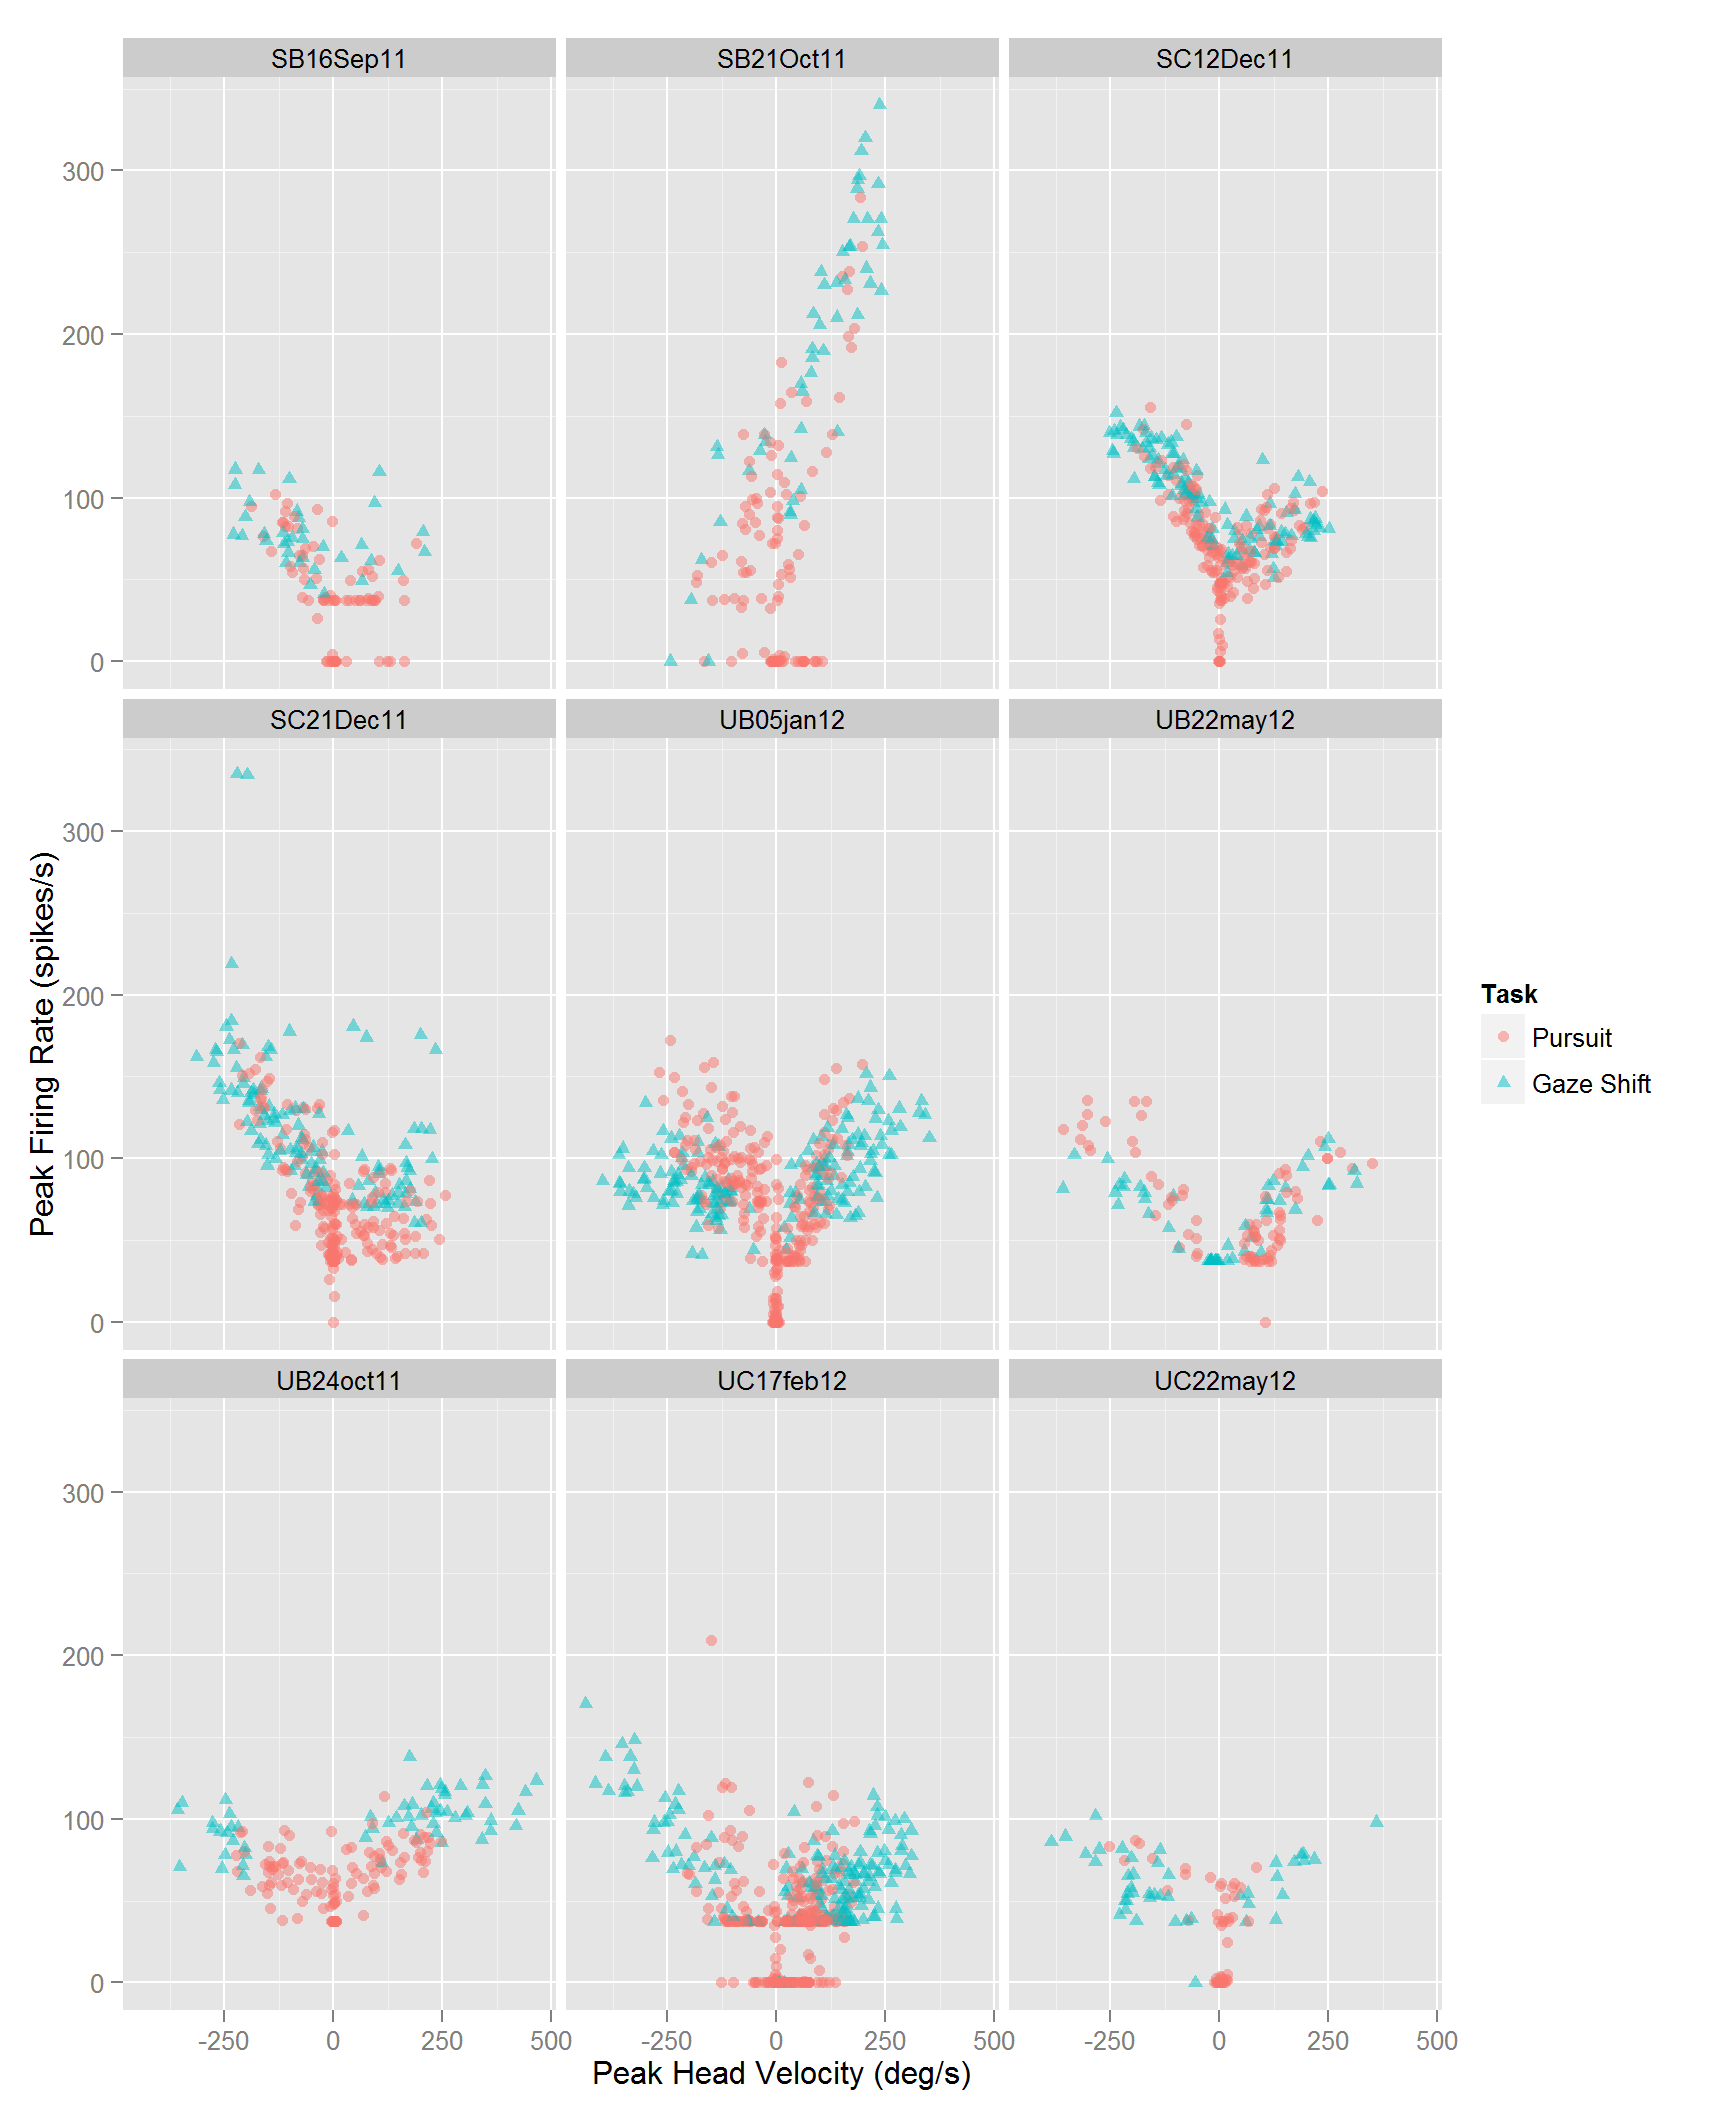 SB16Sep11 SB21Oct11 SC12Dec11
300
200
100
0
SC21Dec11 UB05jan12 UB22may12
300
200
100
0
Peak Firing Rate (spikes/s)
Task
Pursuit
Gaze Shift
UB24oct11 UC17feb12 UC22may12
300
200
100
0
-250 0 250 500 -250 0 250 500 -250 0 250 500
Peak Head Velocity (deg/s)